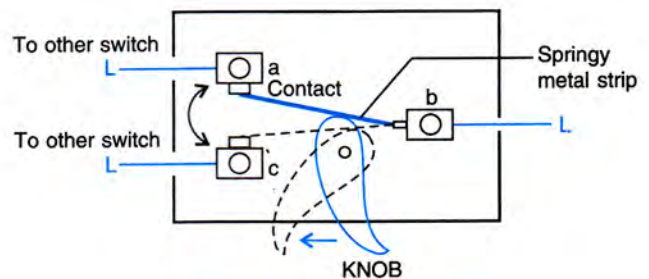 To other switch
L
a
Contact
Springy
metal strip
b
L
To other switch
L
c
KNOB